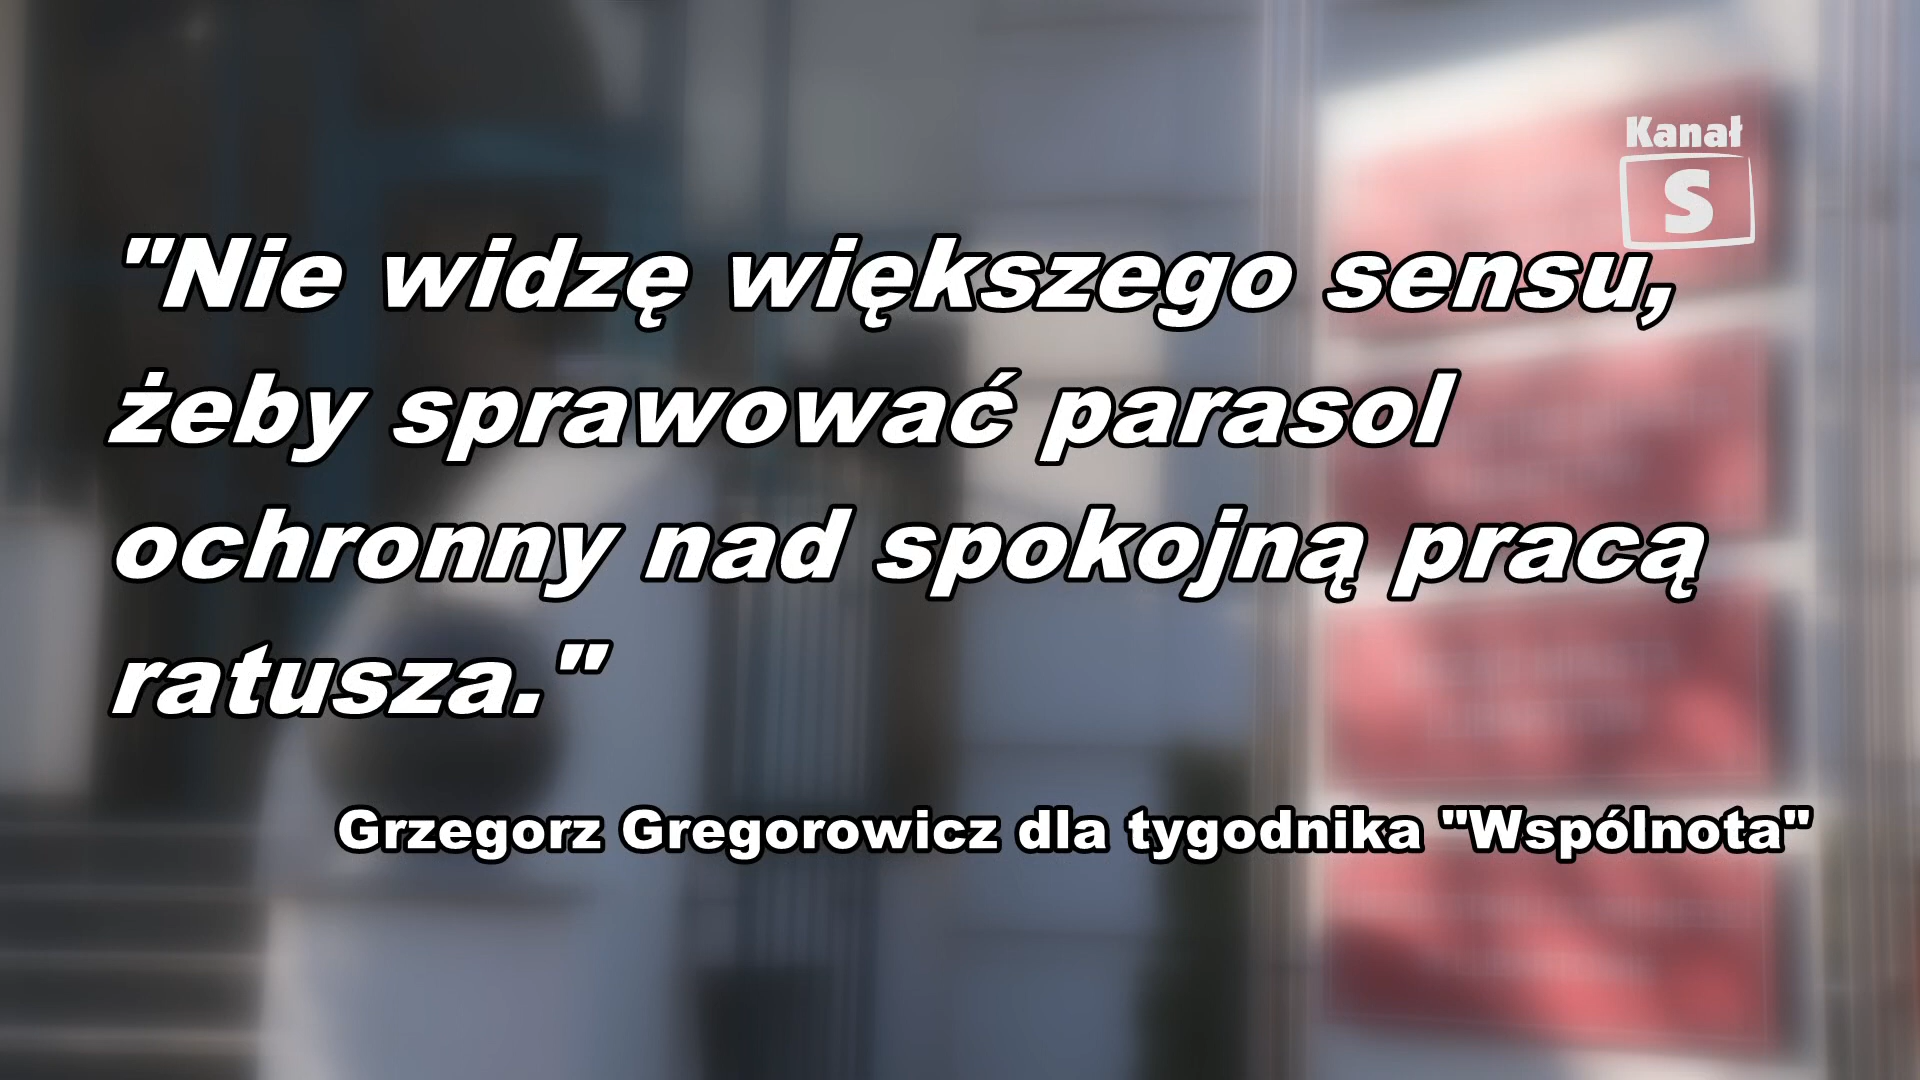 Kanał
S
"Nie widzę większego sensu,
żeby sprawować parasol
ochronny nad spokojną pracą
ratusza."
Grzegorz Gregorowicz dla tygodnika "Wspólnota"